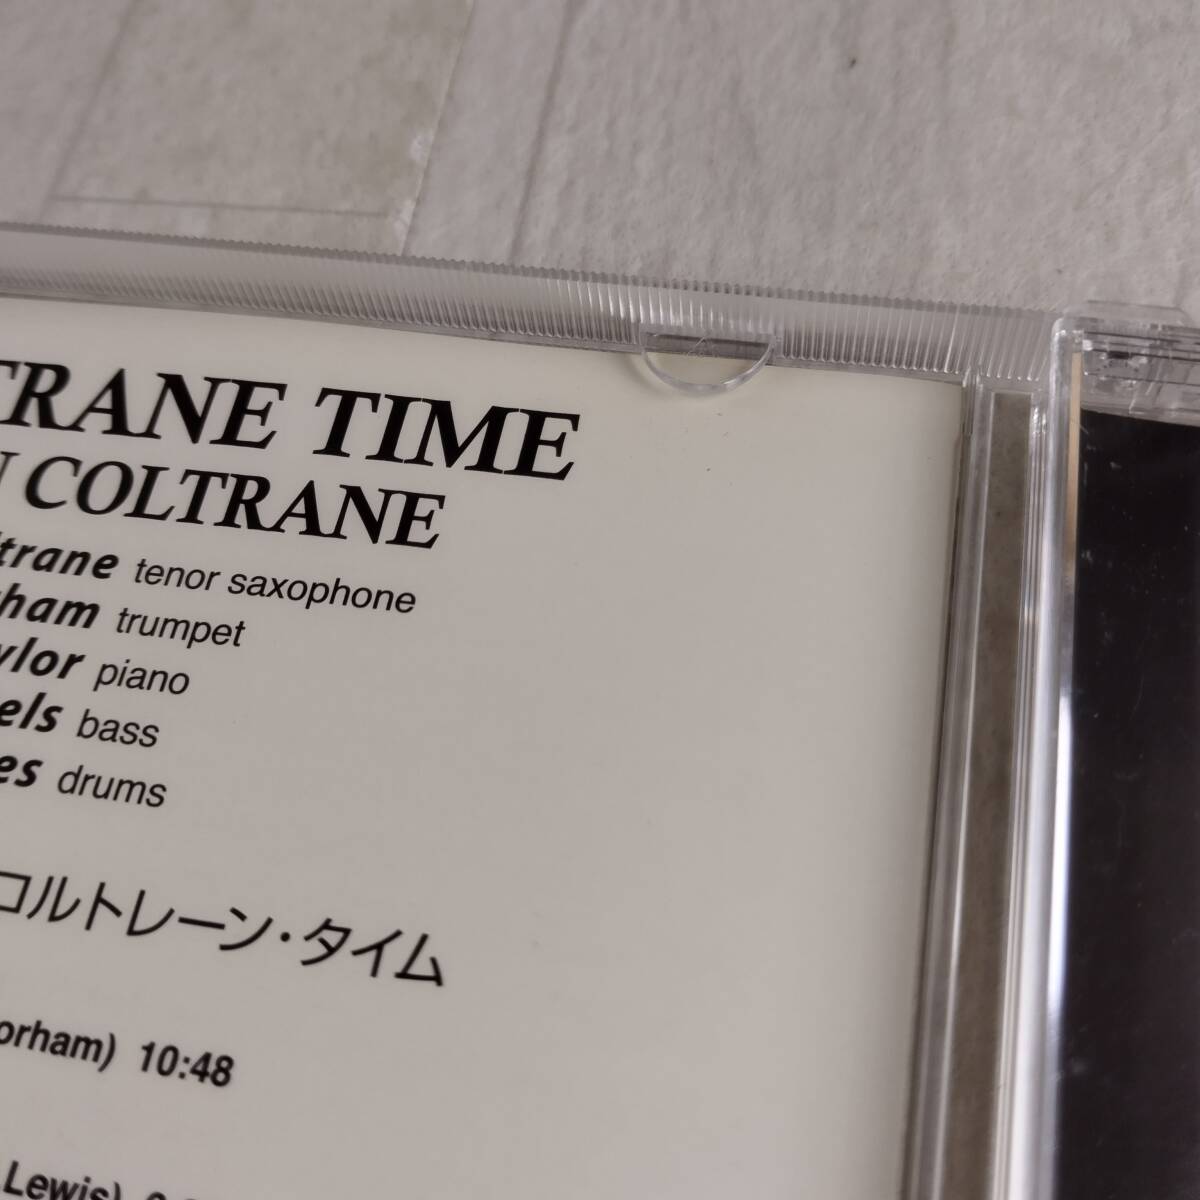 TRANE TIME
COLTRANE
ltrane tenor saxophone
ham trumpet
ylor piano
els bass
es drums
コルトレーン・タイム
orham) 10:48
Lewis)